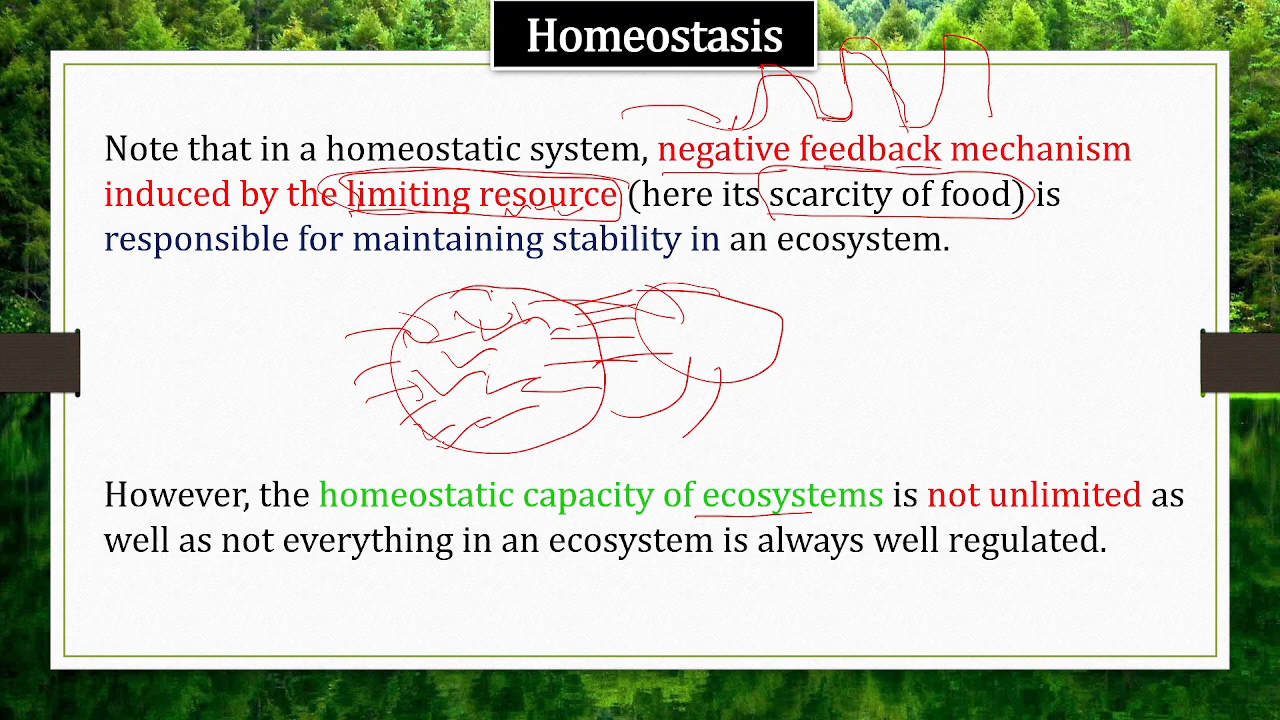 Homeostasis
Note that in a homeostatic system, negative feedback mechanism
induced by the limiting resource (here its scarcity of food) is
responsible for maintaining stability in an ecosystem.
However, the homeostatic capacity of ecosystems is not unlimited as
well as not everything in an ecosystem is always well regulated.